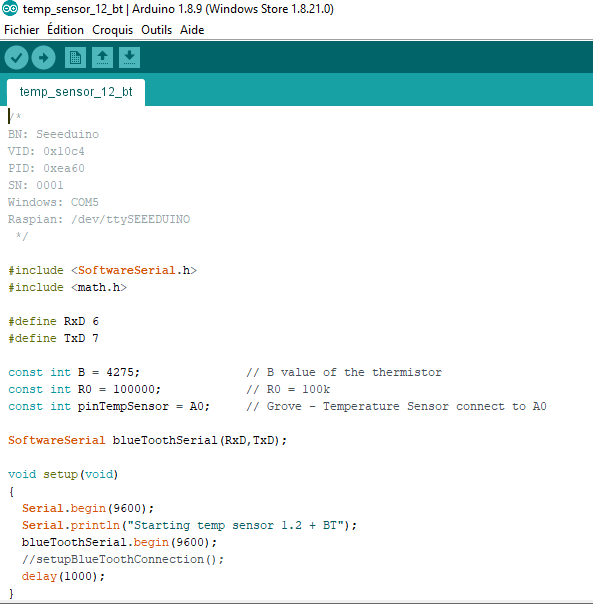 temp_sensor_12_bt | Arduino 1.8.9 (Windows Store 1.8.21.0)
Fichier Édition Croquis Outils Aide
temp_sensor_12_bt
/*
BN: Seeeduino
VID: 0x10c4
PID: 0xea60
SN: 0001
Windows: COM5
Raspian: /dev/ttySEEEDUINO
*/
#include <SoftwareSerial.h>
#include <math.h>
#define RxD 6
#define TxD 7
const int B = 4275; // B value of the thermistor
const int R0 = 100000; // R0 = 100k
const int pinTempSensor = A0; // Grove - Temperature Sensor connect to A0
SoftwareSerial blueToothSerial(RxD,TxD);
void setup(void)
{
Serial.begin(9600);
Serial.println("Starting temp sensor 1.2 + BT");
blueToothSerial.begin(9600);
//setupBlueToothConnection();
delay(1000);
}